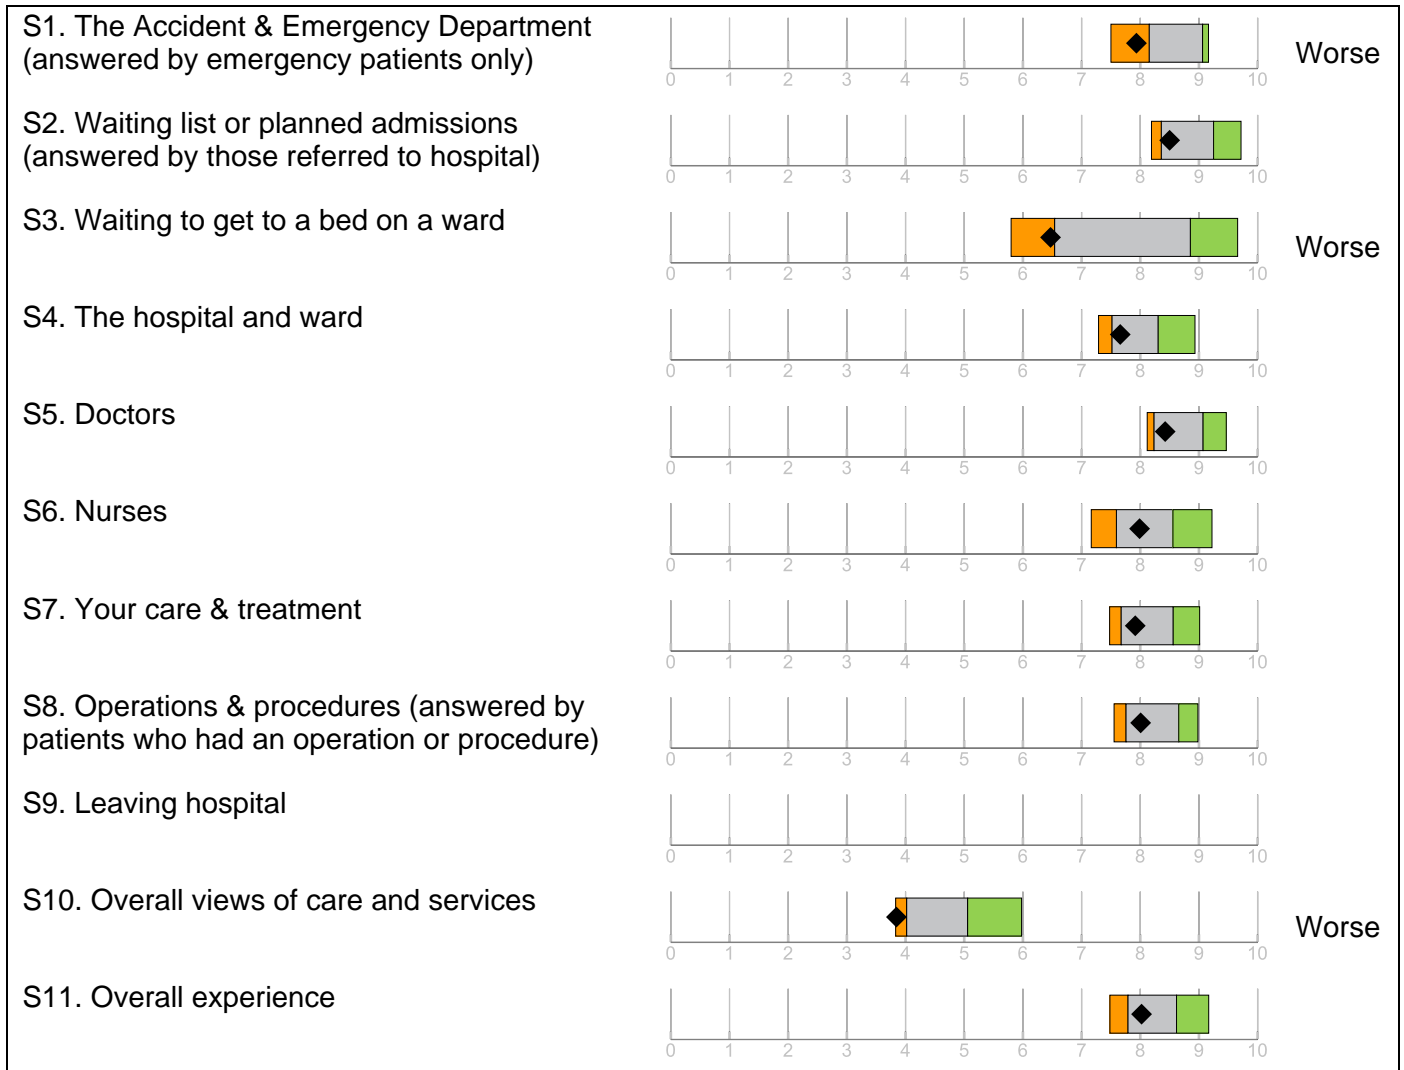 S1. The Accident & Emergency Department
(answered by emergency patients only)
0 1 2 3 4 5 6 7 8 9 10
Worse
S2. Waiting list or planned admissions
(answered by those referred to hospital)
0 1 2 3 4 5 6 7 8 9 10
S3. Waiting to get to a bed on a ward
0 1 2 3 4 5 6 7 8 9 10
Worse
S4. The hospital and ward
0 1 2 3 4 5 6 7 8 9 10
S5. Doctors
0 1 2 3 4 5 6 7 8 9 10
S6. Nurses
0 1 2 3 4 5 6 7 8 9 10
S7. Your care & treatment
0 1 2 3 4 5 6 7 8 9 10
S8. Operations & procedures (answered by
patients who had an operation or procedure)
0 1 2 3 4 5 6 7 8 9 10
S9. Leaving hospital
0 1 2 3 4 5 6 7 8 9 10
S10. Overall views of care and services
0 1 2 3 4 5 6 7 8 9 10
Worse
S11. Overall experience
0 1 2 3 4 5 6 7 8 9 10